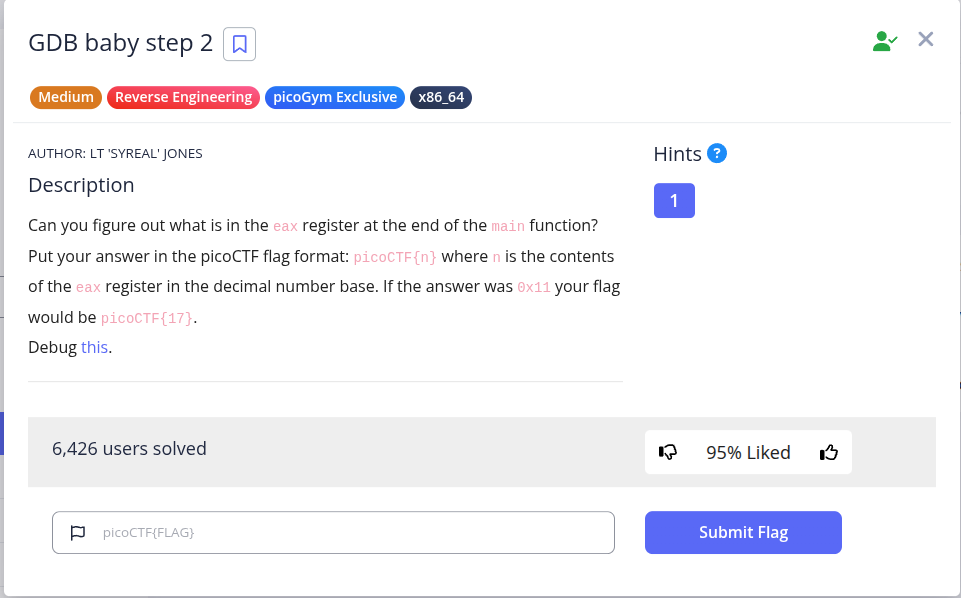 GDB baby step 2
Medium Reverse Engineering picoGym Exclusive x86_64
AUTHOR: LT 'SYREAL' JONES
Description
Can you figure out what is in the eax register at the end of the main function?
Put your answer in the picoCTF flag format: picoCTF{n} where n is the contents
of the eax register in the decimal number base. If the answer was 0x11 your flag
would be picoCTF{17}.
Debug this.
Hints ?
1
6,426 users solved
95% Liked
picoCTF{FLAG}
Submit Flag